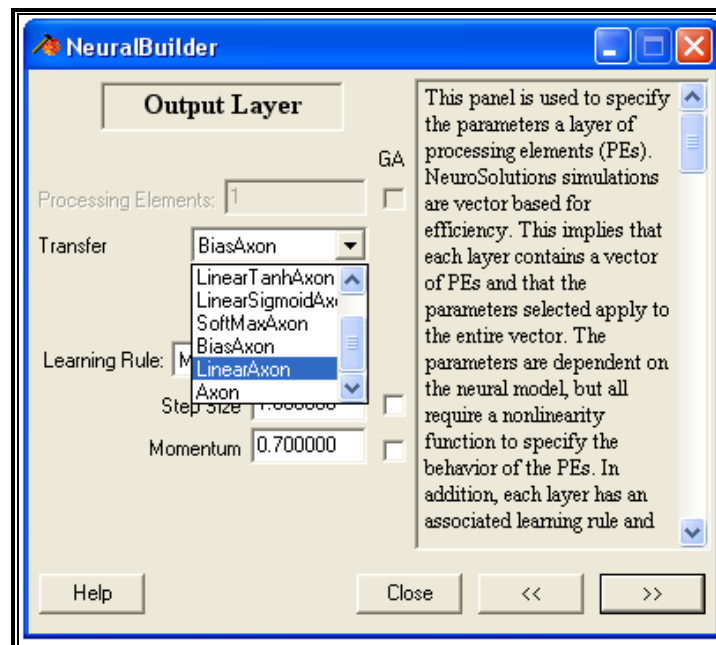 NeuralBuilder
Output Layer
GA
Processing Elements: 1
Transfer BiasAxon
LinearTanhAxon
LinearSigmoidAx
SoftMaxAxon
BiasAxon
LinearAxon
Axon
Learning Rule: M
Step Size
Momentum 0.700000
This panel is used to specify
the parameters a layer of
processing elements (PEs).
NeuroSolutions simulations
are vector based for
efficiency. This implies that
each layer contains a vector
of PEs and that the
parameters selected apply to
the entire vector. The
parameters are dependent on
the neural model, but all
require a nonlinearity
function to specify the
behavior of the PEs. In
addition, each layer has an
associated learning rule and
Help
Close
<<
>>